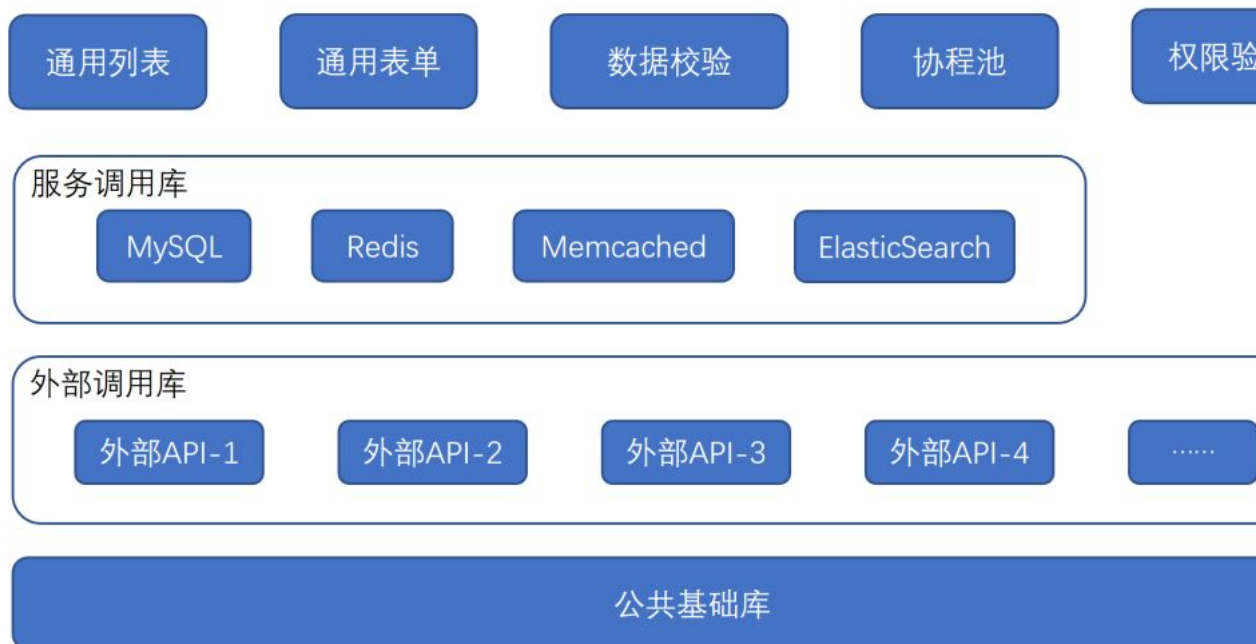 通用列表
通用表单
数据校验
协程池
权限验
服务调用库
MySQL
Redis
Memcached
ElasticSearch
外部调用库
外部API-1
外部API-2
外部API-3
外部API-4
······
公共基础库